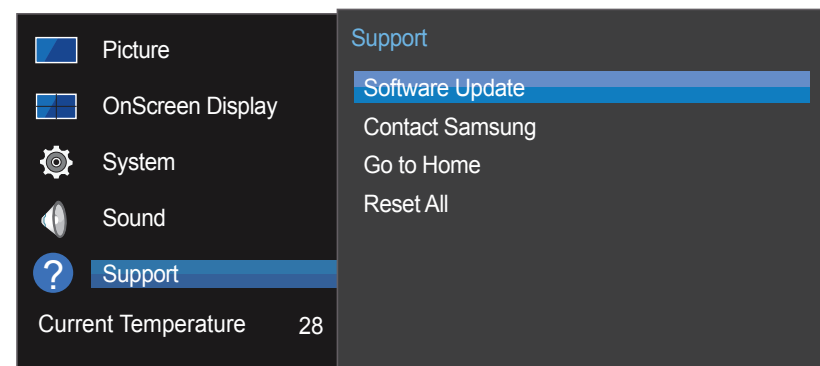 Picture
OnScreen Display
System
Sound
?
Support
Current Temperature 28
Support
Software Update
Contact Samsung
Go to Home
Reset All